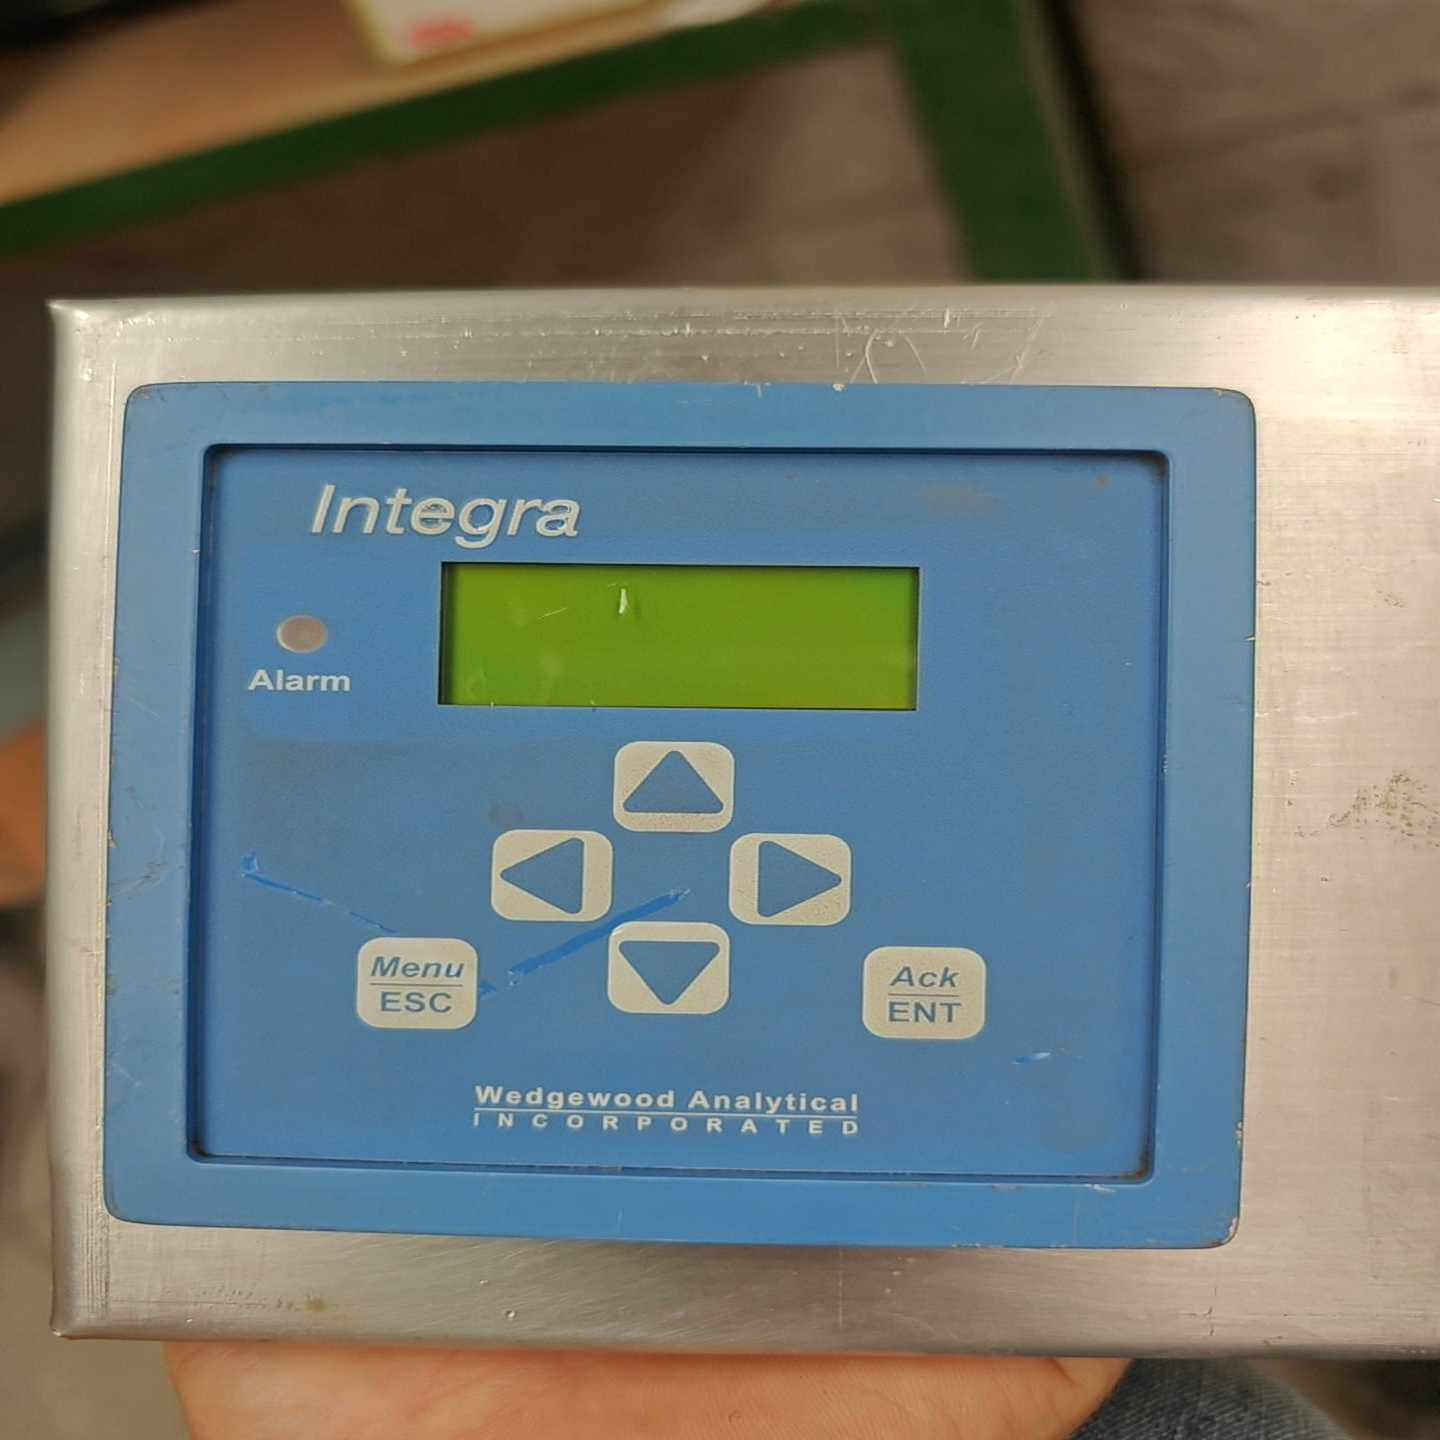 Integra
Alarm
Menu
ESC
Ack
ENT
Wedgewood Analytical
INCORPORATED